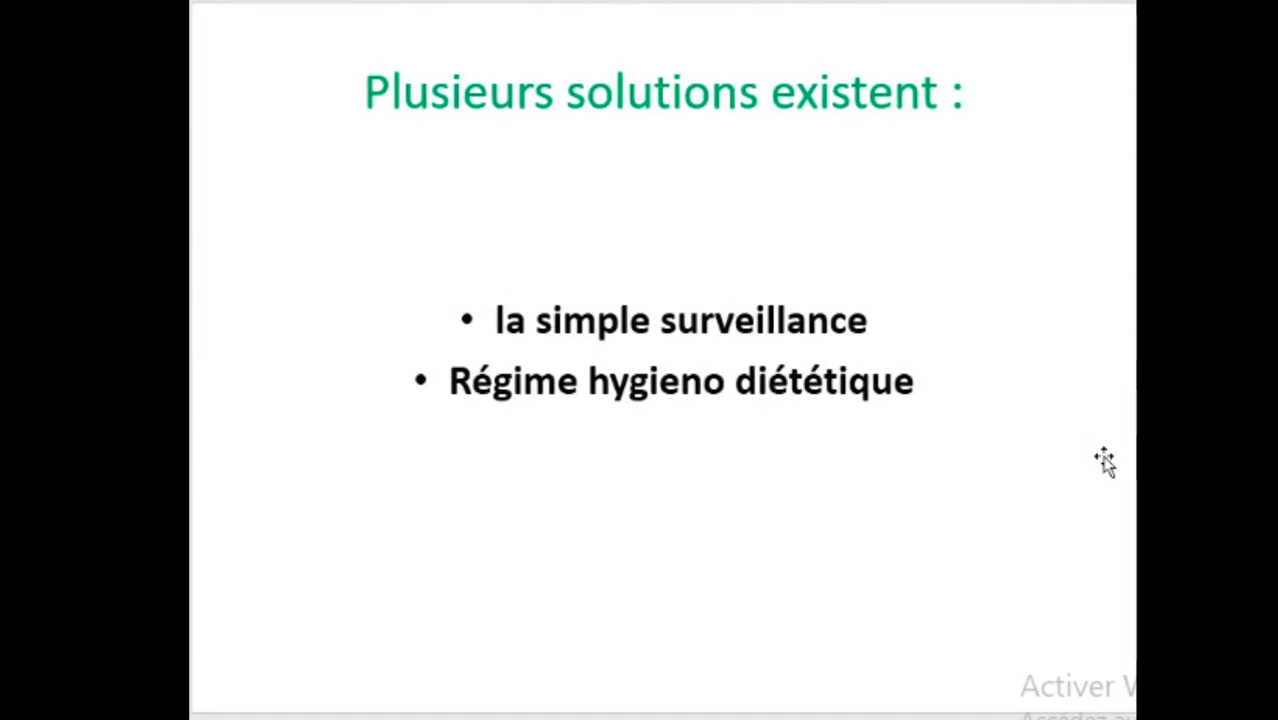 Plusieurs solutions existent :
• la simple surveillance
• Régime hygieno diététique
Activer